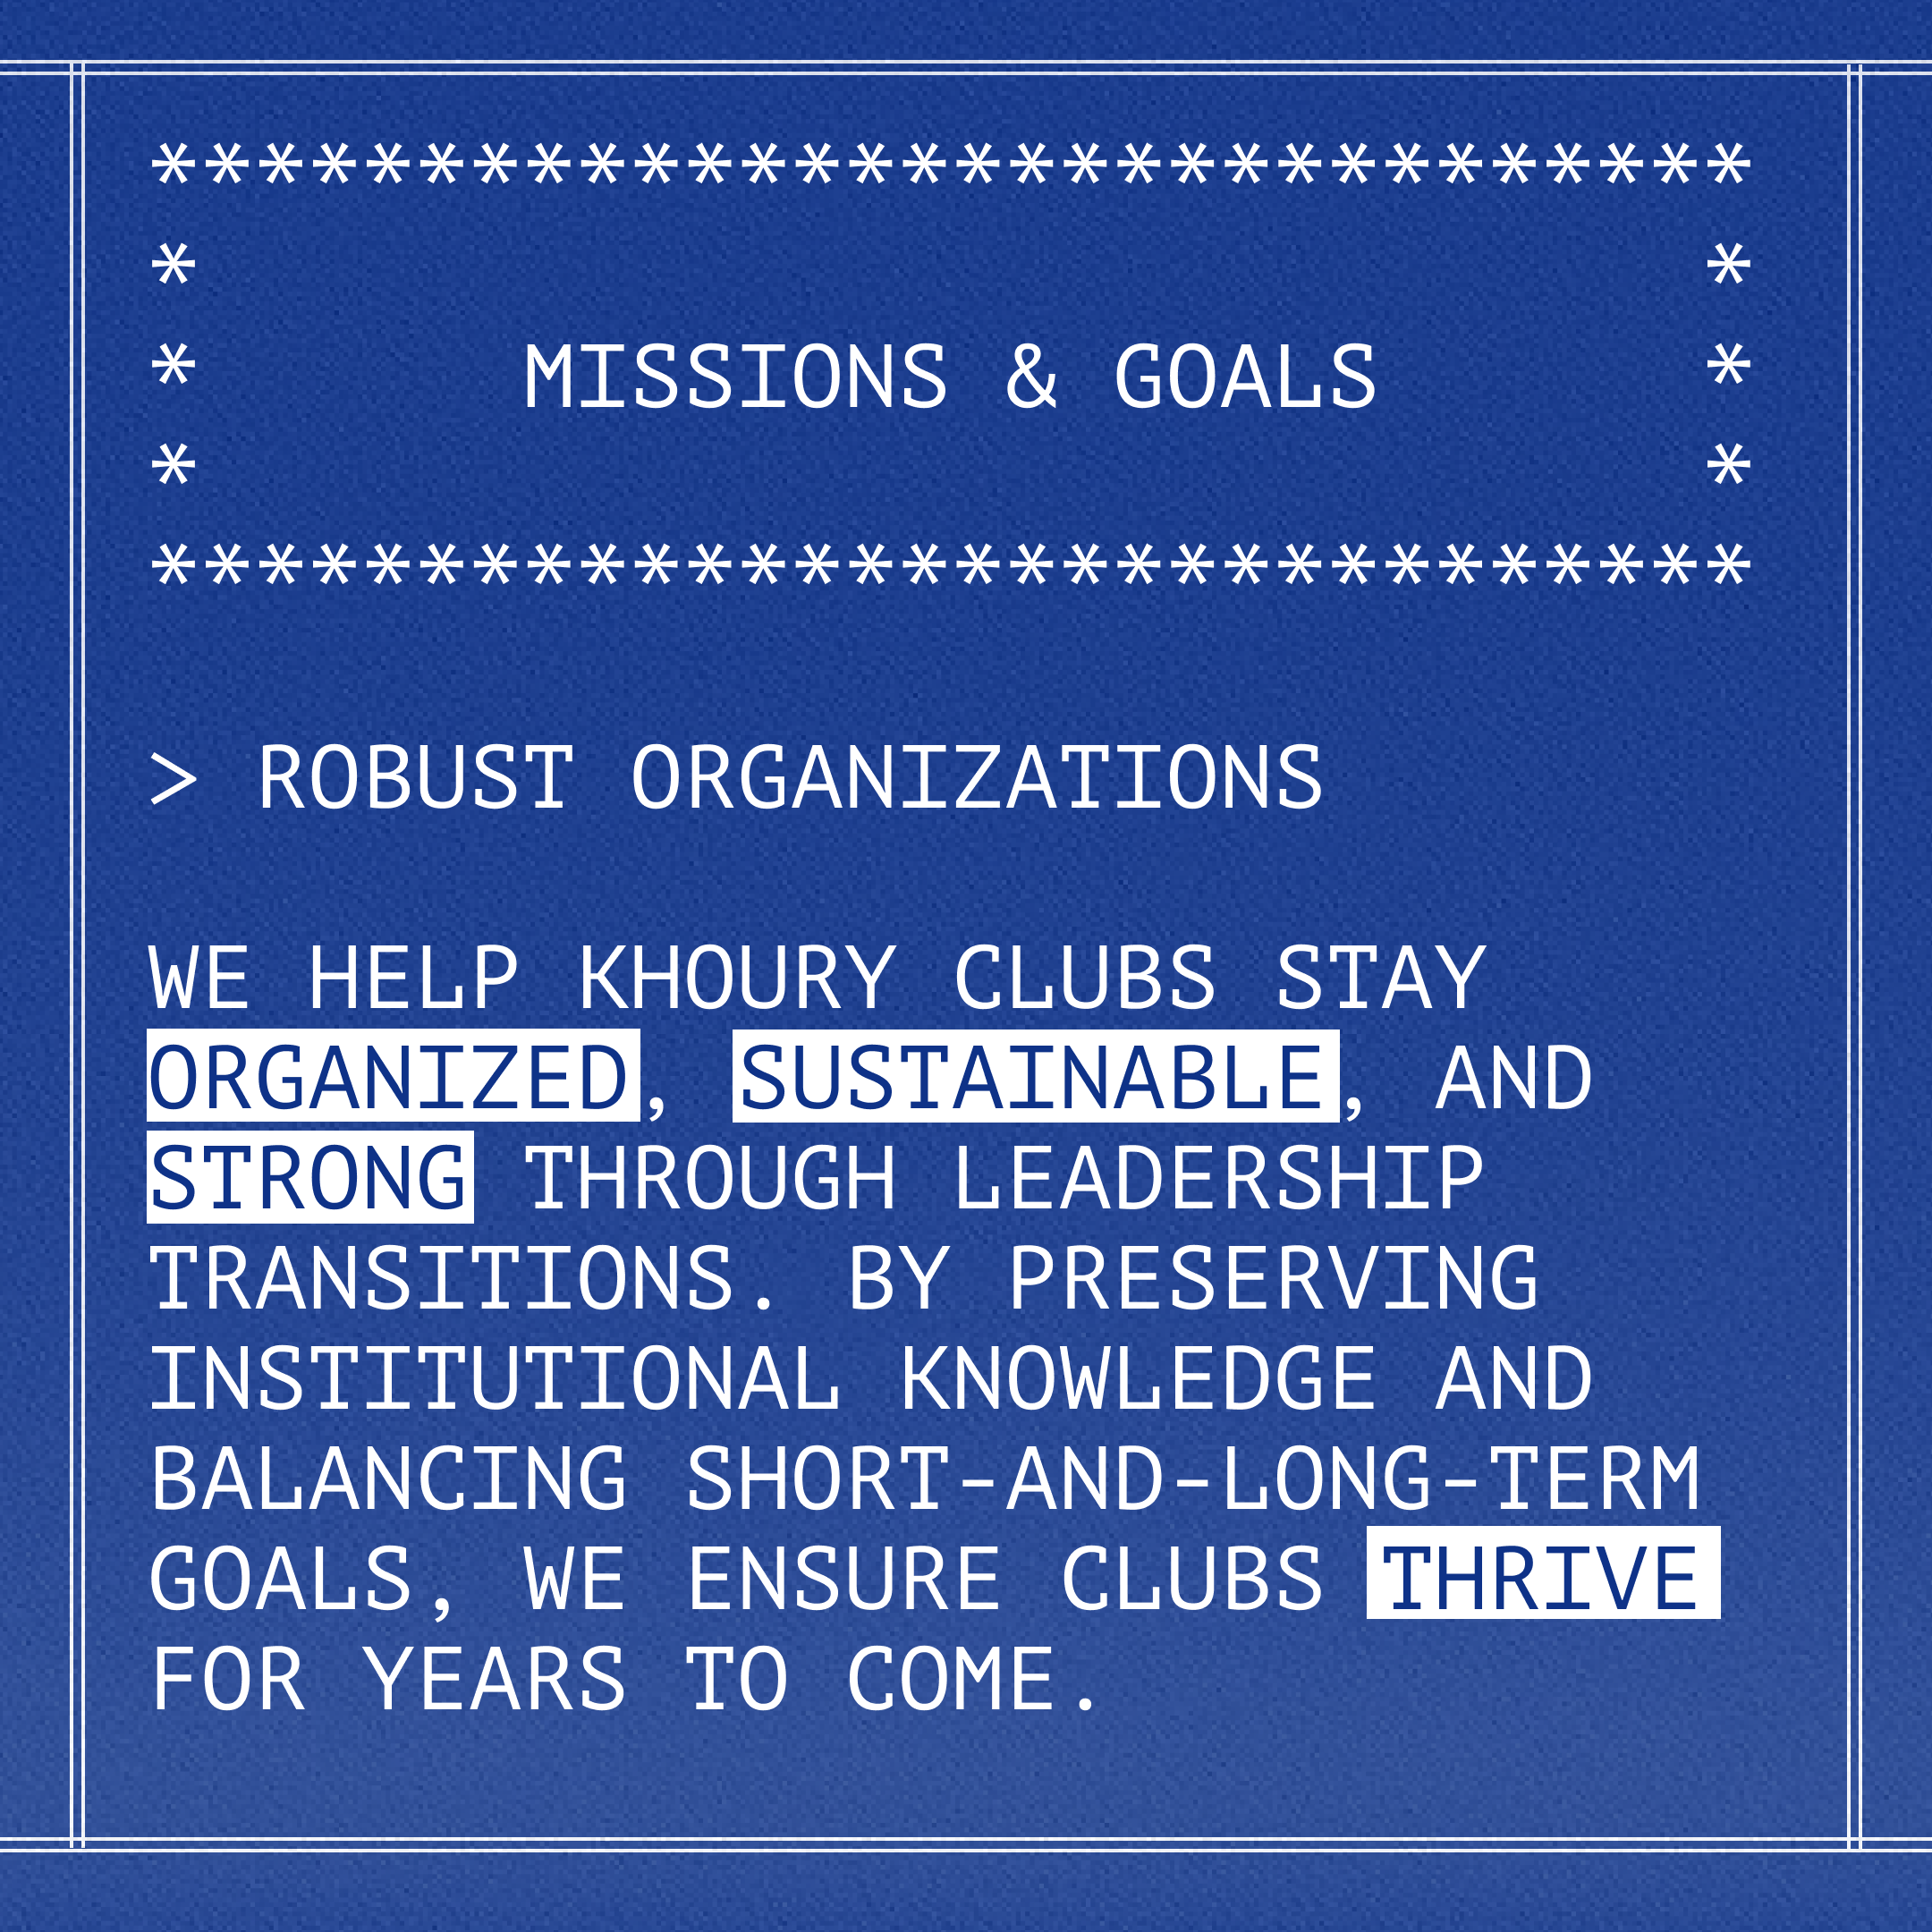 ******************************
* *
* MISSIONS & GOALS *
* *
******************************
> ROBUST ORGANIZATIONS
WE HELP KHOURY CLUBS STAY
ORGANIZED, SUSTAINABLE, AND
STRONG THROUGH LEADERSHIP
TRANSITIONS. BY PRESERVING
INSTITUTIONAL KNOWLEDGE AND
BALANCING SHORT-AND-LONG-TERM
GOALS, WE ENSURE CLUBS THRIVE
FOR YEARS TO COME.